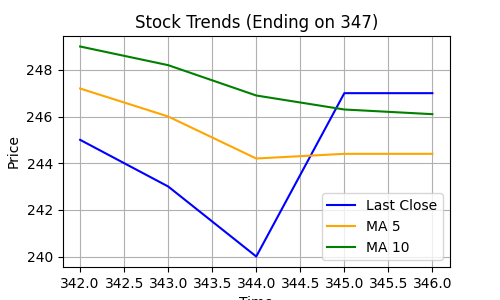 Stock Trends (Ending on 347)
Price
248
246
244
242
240
Last Close
MA 5
MA 10
342.0 342.5 343.0 343.5 344.0 344.5 345.0 345.5 346.0
Time